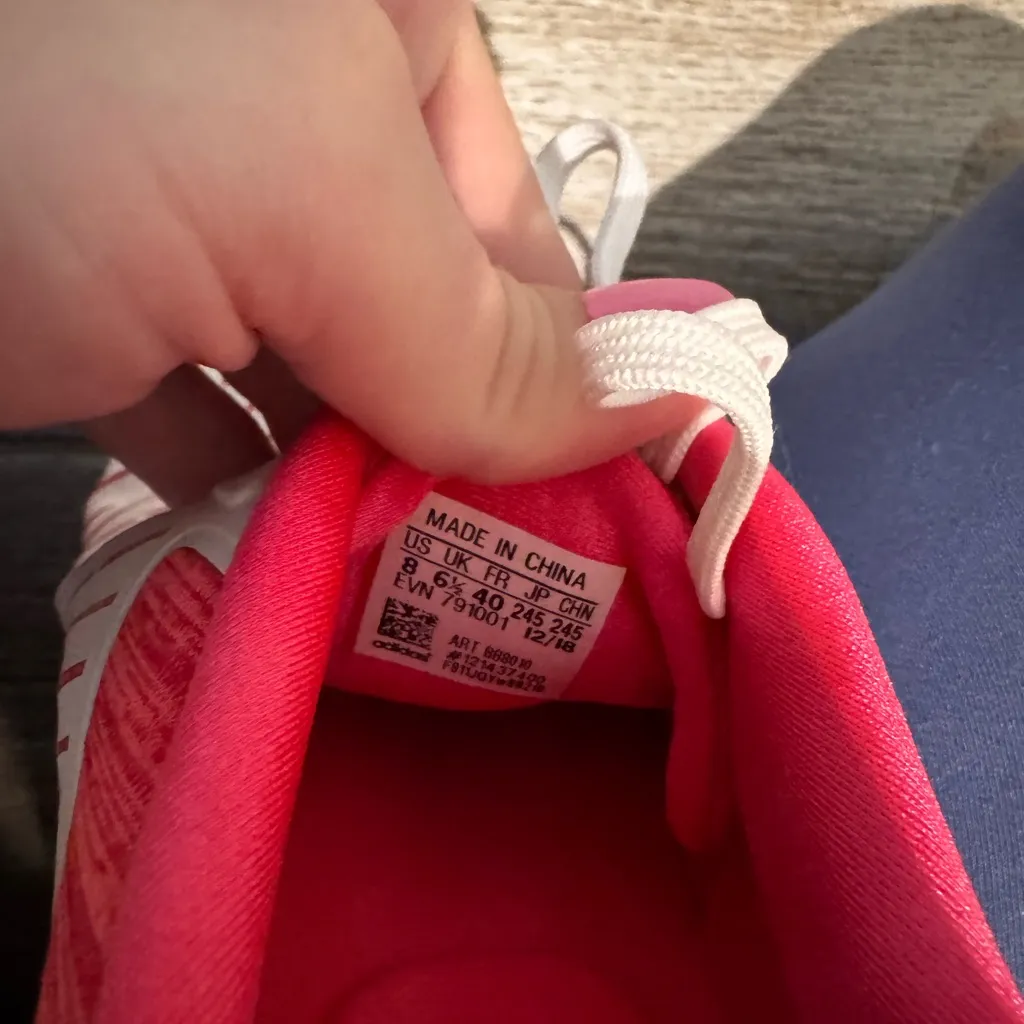 MADE IN CHINA
US UK FR JP CHN
8 6½ 40 245 245
EVN 791001 12/18
adidas
ART